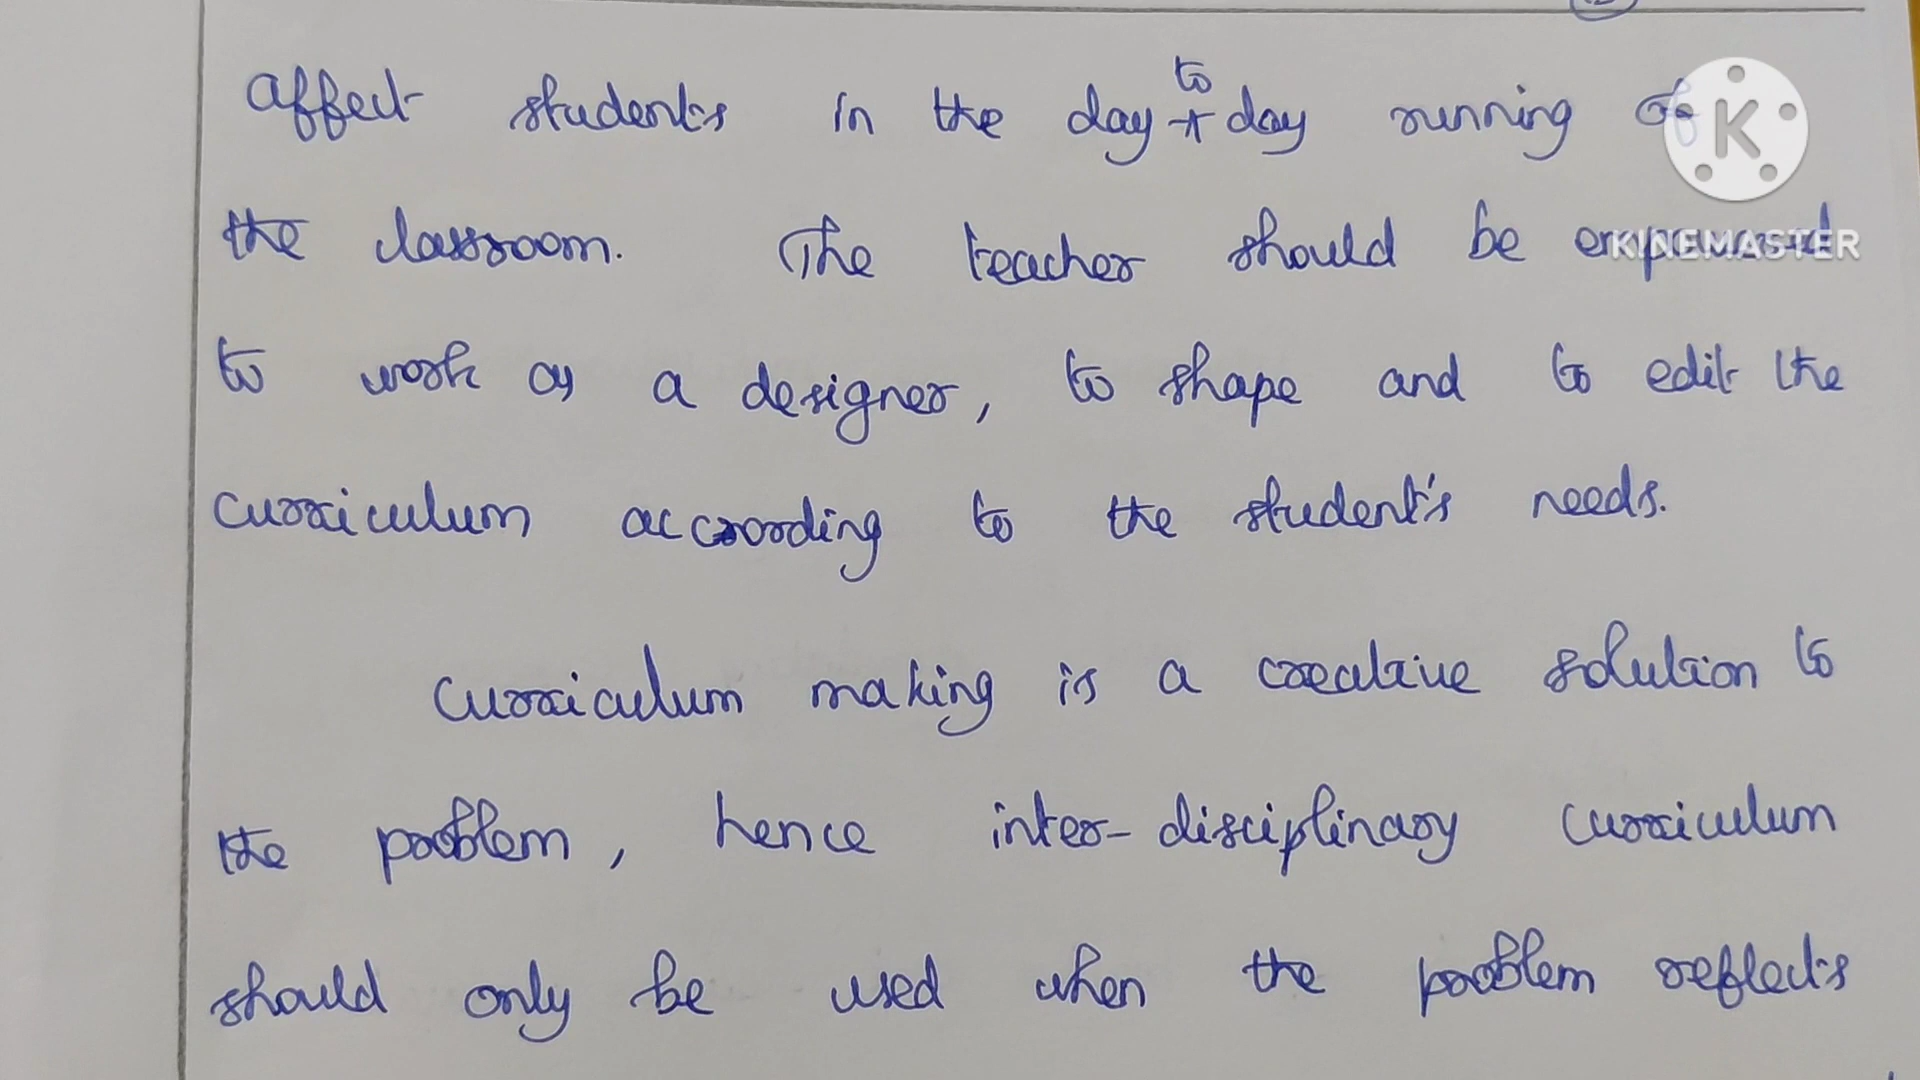 affect students in the day to day running of
the classroom. The teacher should be empowered
to work as a designer, to shape and to edit the
curriculum according to the student's needs.
curriculum making is a creative solution to
the problem, hence inter-disciplinary curriculum
should only be used when the problem reflects
K
KINEMASTER